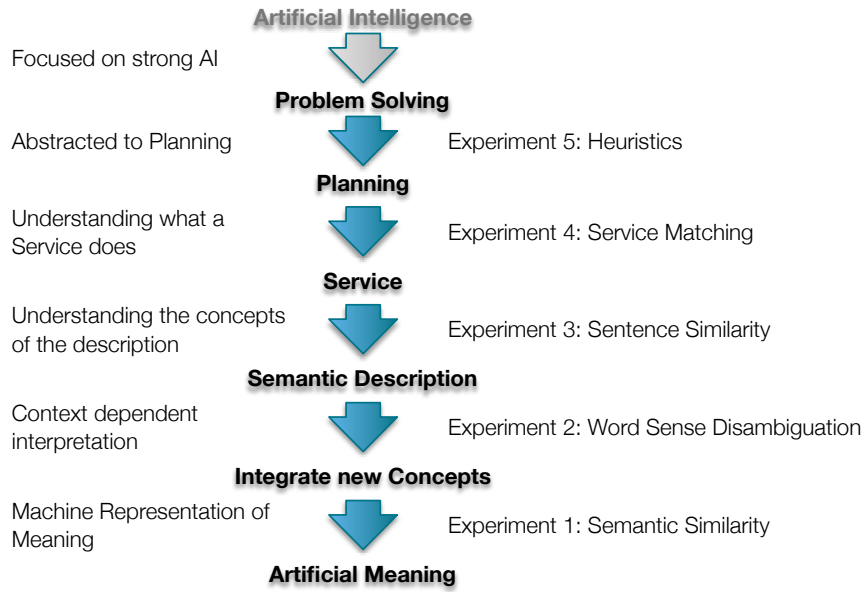 Artificial Intelligence
Focused on strong AI
Problem Solving
Abstracted to Planning
Experiment 5: Heuristics
Planning
Understanding what a
Service does
Experiment 4: Service Matching
Service
Understanding the concepts
of the description
Experiment 3: Sentence Similarity
Semantic Description
Context dependent
interpretation
Experiment 2: Word Sense Disambiguation
Integrate new Concepts
Machine Representation of
Meaning
Experiment 1: Semantic Similarity
Artificial Meaning